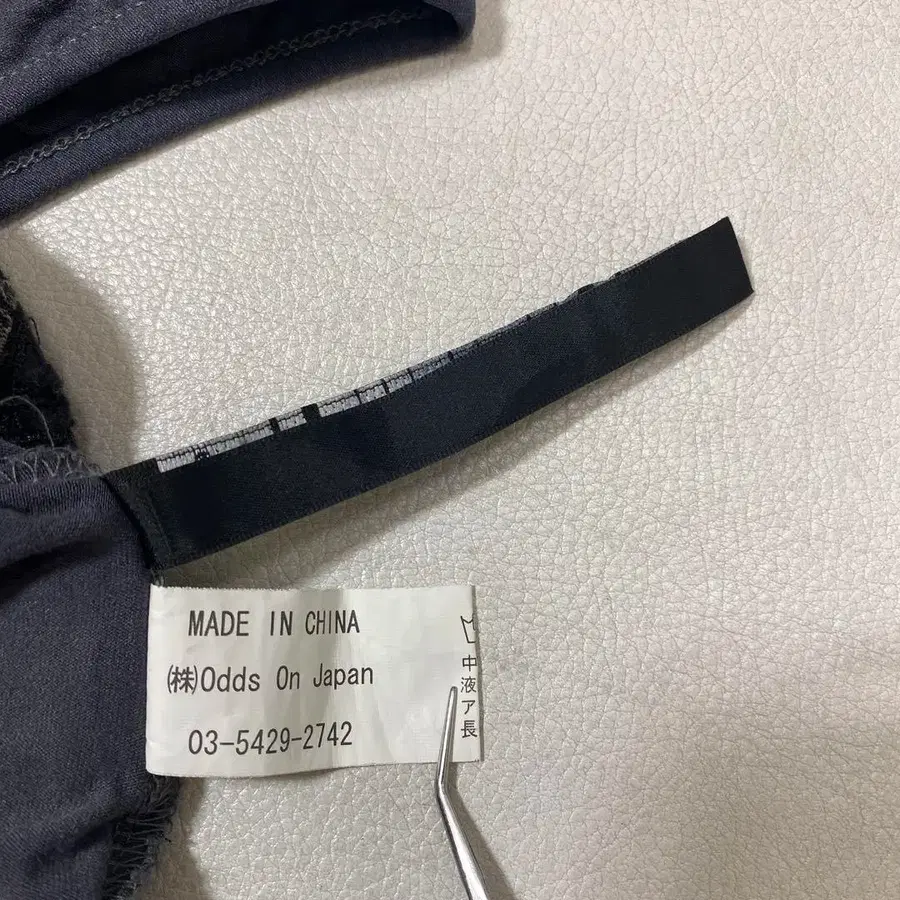 MADE IN CHINA
㈱Odds On Japan
03-5429-2742
中
液
ア
長